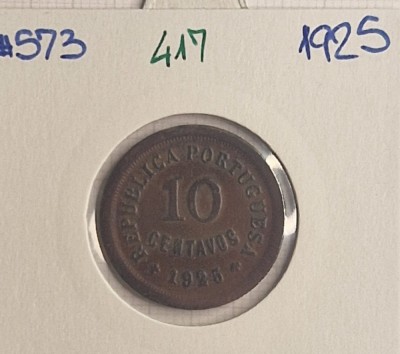 #573 417 1925
REPUBLICA PORTUGUESA
10
CENTAVOS
* 1925 *